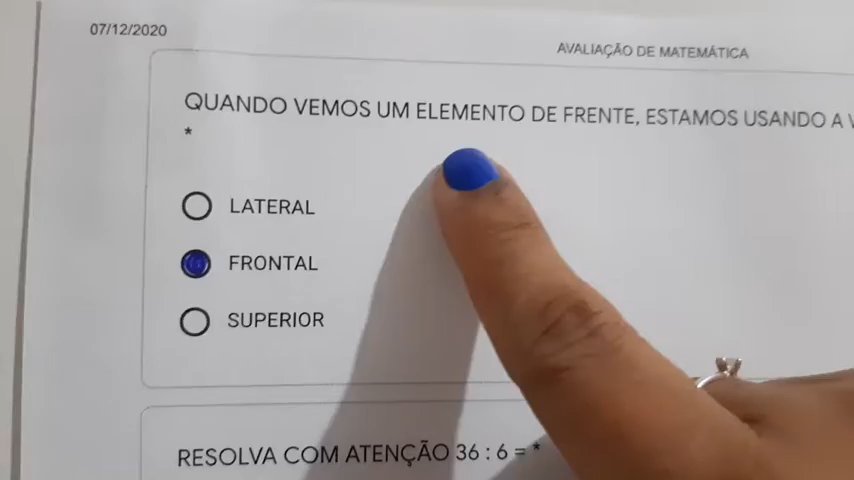 07/12/2020
AVALIAÇÃO DE MATEMÁTICA
QUANDO VEMOS UM ELEMENTO DE FRENTE, ESTAMOS USANDO A
*
LATERAL
FRONTAL
SUPERIOR
RESOLVA COM ATENÇÃO 36 : 6 = *